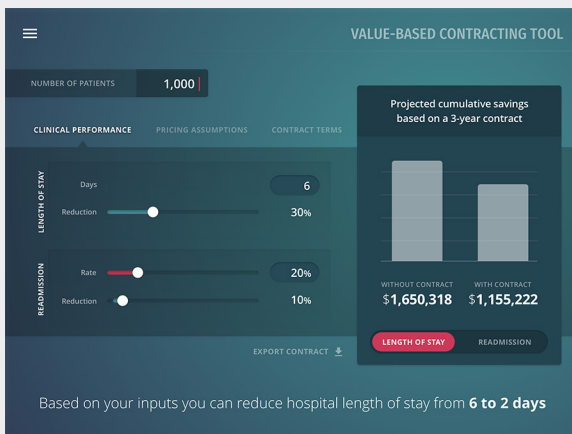 VALUE-BASED CONTRACTING TOOL
NUMBER OF PATIENTS 1,000
CLINICAL PERFORMANCE PRICING ASSUMPTIONS CONTRACT TERMS
LENGTH OF STAY
Days 6
Reduction 30%
READMISSION
Rate 20%
Reduction 10%
EXPORT CONTRACT
Projected cumulative savings
based on a 3-year contract
WITHOUT CONTRACT WITH CONTRACT
$1,650,318 $1,155,222
LENGTH OF STAY READMISSION
Based on your inputs you can reduce hospital length of stay from 6 to 2 days